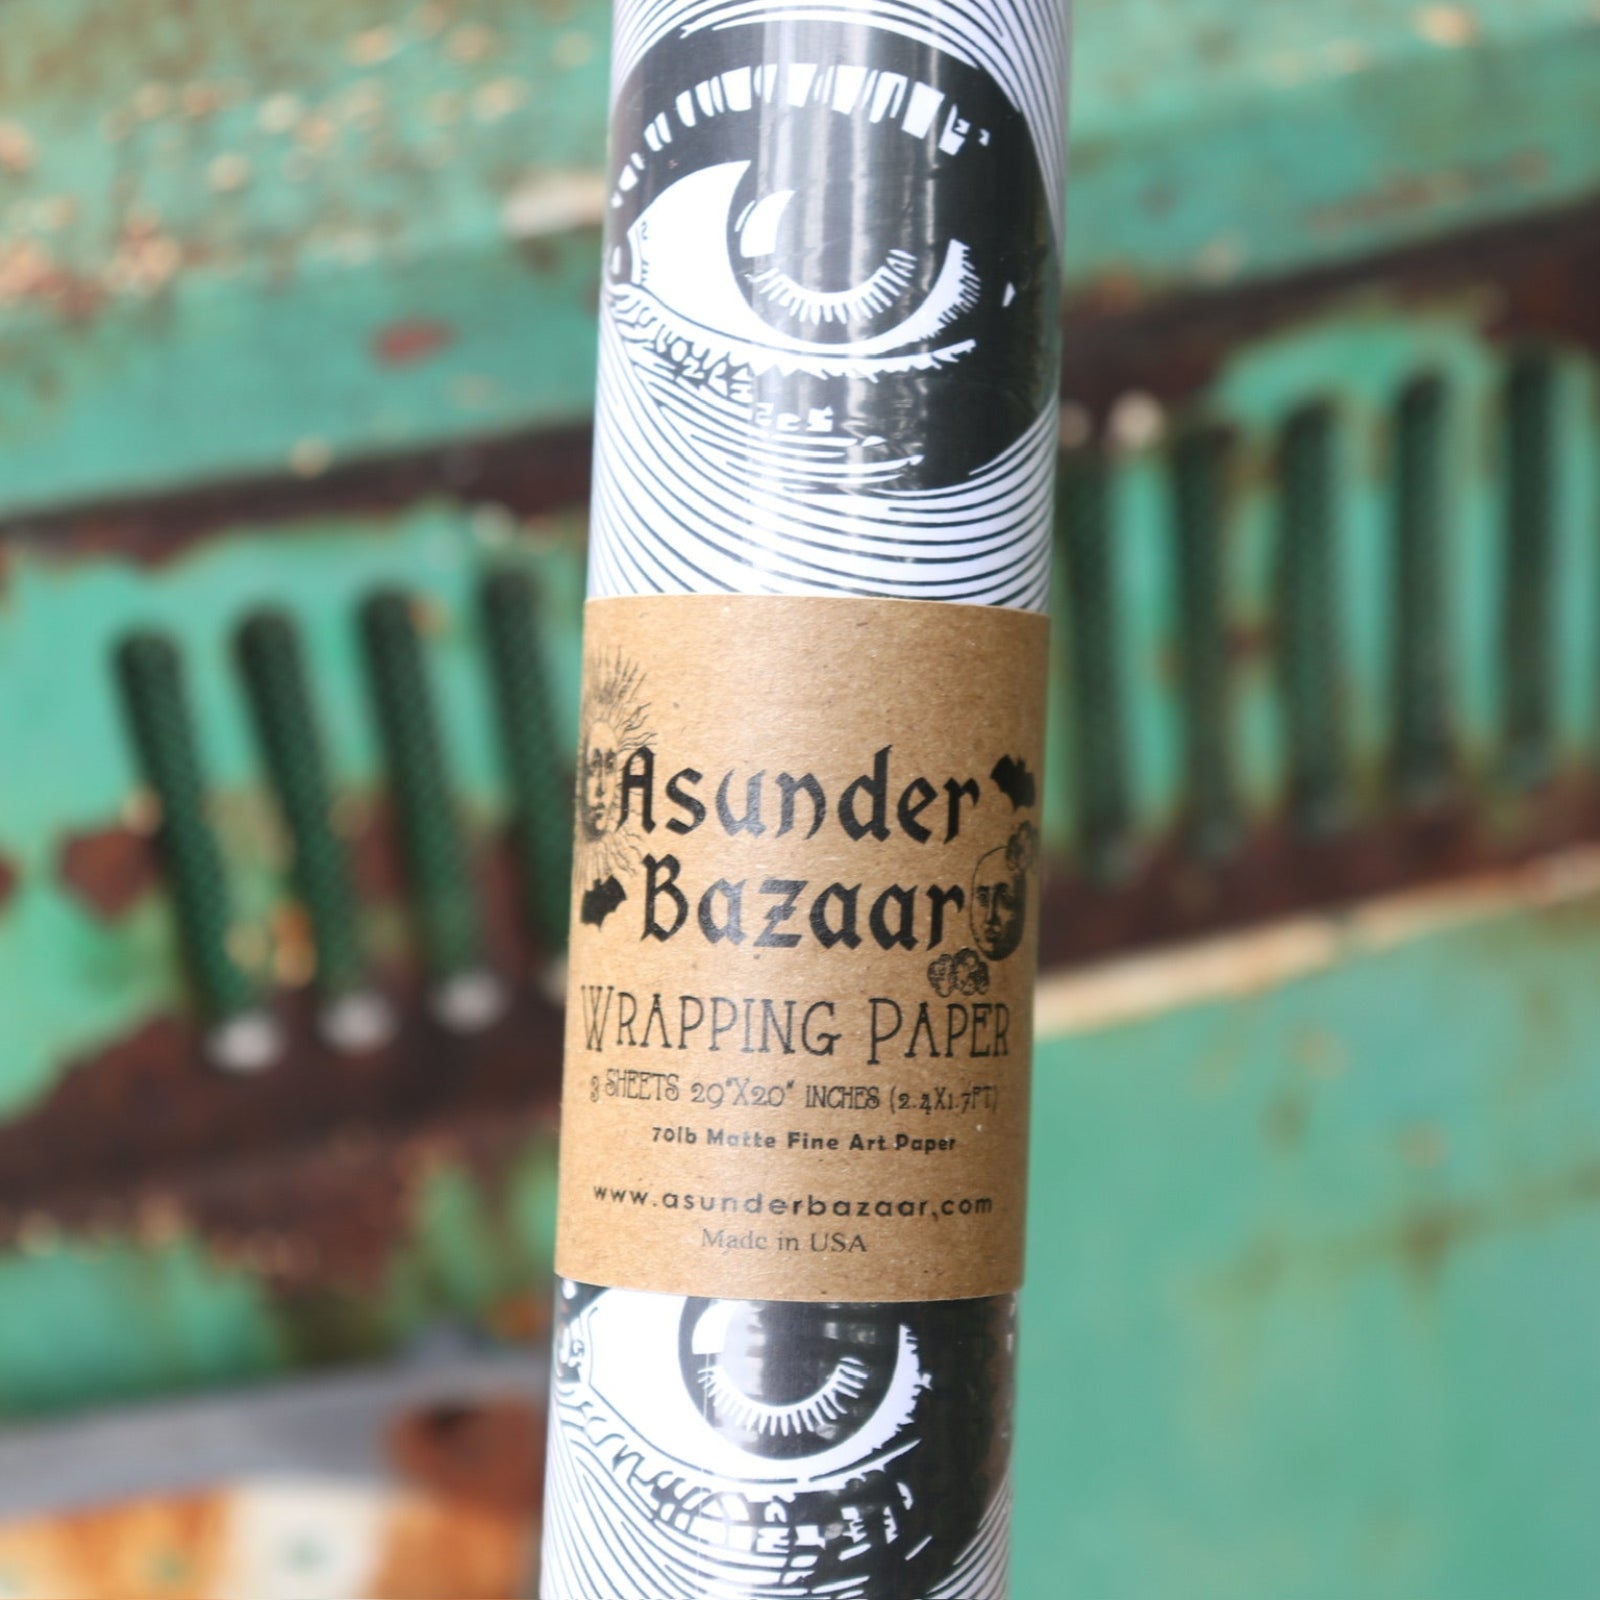 Asunder
Bazaar
WRAPPING PAPER
3 SHEETS 29"X20" INCHES (2.4X1.7FT)
70lb Matte Fine Art Paper
www.asunderbazaar.com
Made in USA